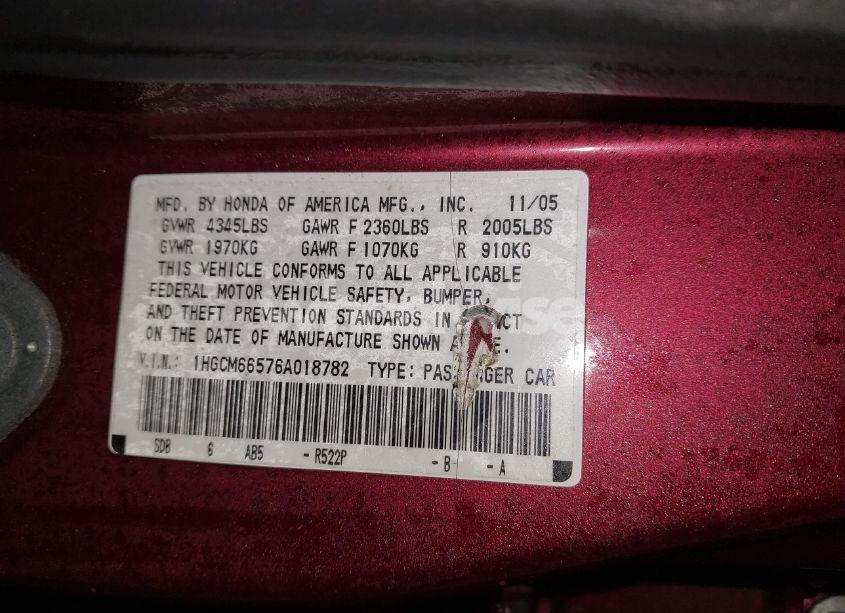 MFD. BY HONDA OF AMERICA MFG., INC. 11/05
GVWR 4345LBS GAWR F 2360LBS R 2005LBS
GVWR 1970KG GAWR F 1070KG R 910KG
THIS VEHICLE CONFORMS TO ALL APPLICABLE
FEDERAL MOTOR VEHICLE SAFETY, BUMPER,
AND THEFT PREVENTION STANDARDS IN
ON THE DATE OF MANUFACTURE SHOWN
V.I.N.: 1HGCM66576A018782 TYPE: CAR
SDB 6 AB5 - R522P - B - A